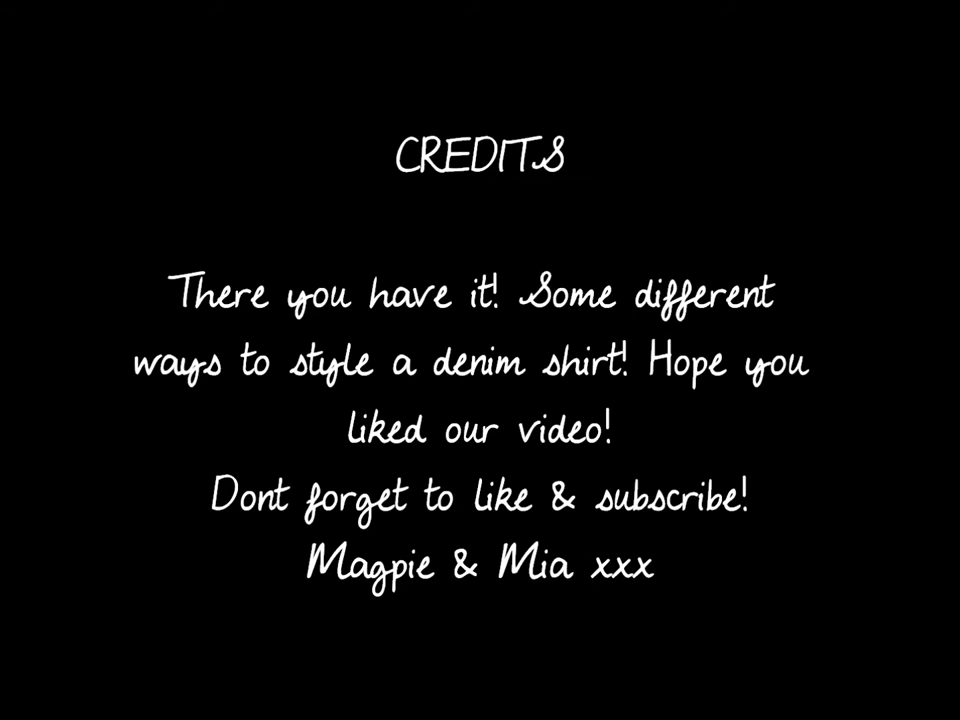 CREDITS
There you have it! Some different
ways to style a denim shirt! Hope you
liked our video!
Dont forget to like & subscribe!
Magpie & Mia xxx